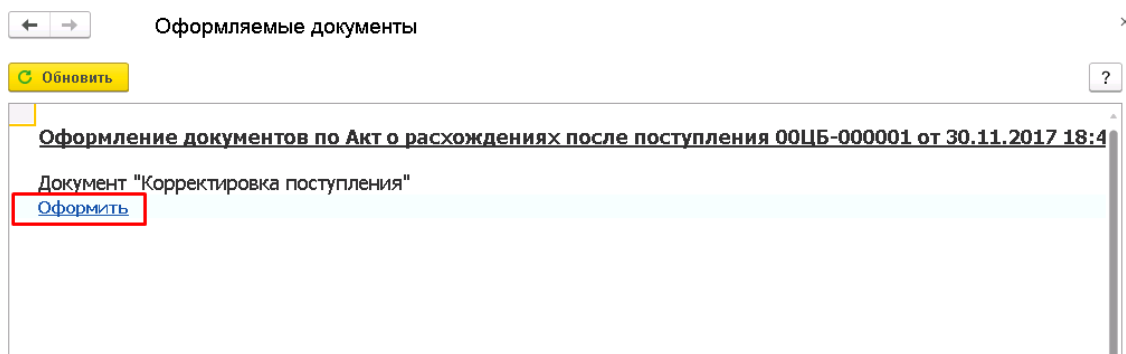 Оформляемые документы
Обновить
?
Оформление документов по Акт о расхождениях после поступления 00ЦБ-000001 от 30.11.2017 18:4
Документ "Корректировка поступления"
Оформить